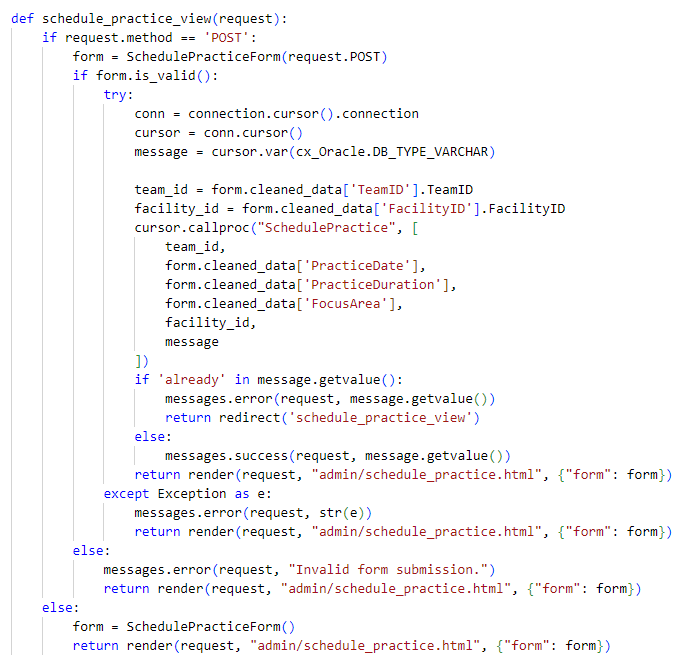 def schedule_practice_view(request):
    if request.method == 'POST':
        form = SchedulePracticeForm(request.POST)
        if form.is_valid():
            try:
                conn = connection.cursor().connection
                cursor = conn.cursor()
                message = cursor.var(cx_Oracle.DB_TYPE_VARCHAR)

                team_id = form.cleaned_data['TeamID'].TeamID
                facility_id = form.cleaned_data['FacilityID'].FacilityID
                cursor.callproc("SchedulePractice", [
                    team_id,
                    form.cleaned_data['PracticeDate'],
                    form.cleaned_data['PracticeDuration'],
                    form.cleaned_data['FocusArea'],
                    facility_id,
                    message
                ])
                if 'already' in message.getvalue():
                    messages.error(request, message.getvalue())
                    return redirect('schedule_practice_view')
                else:
                    messages.success(request, message.getvalue())
                return render(request, "admin/schedule_practice.html", {"form": form})
            except Exception as e:
                messages.error(request, str(e))
                return render(request, "admin/schedule_practice.html", {"form": form})
        else:
            messages.error(request, "Invalid form submission.")
            return render(request, "admin/schedule_practice.html", {"form": form})
    else:
        form = SchedulePracticeForm()
        return render(request, "admin/schedule_practice.html", {"form": form})